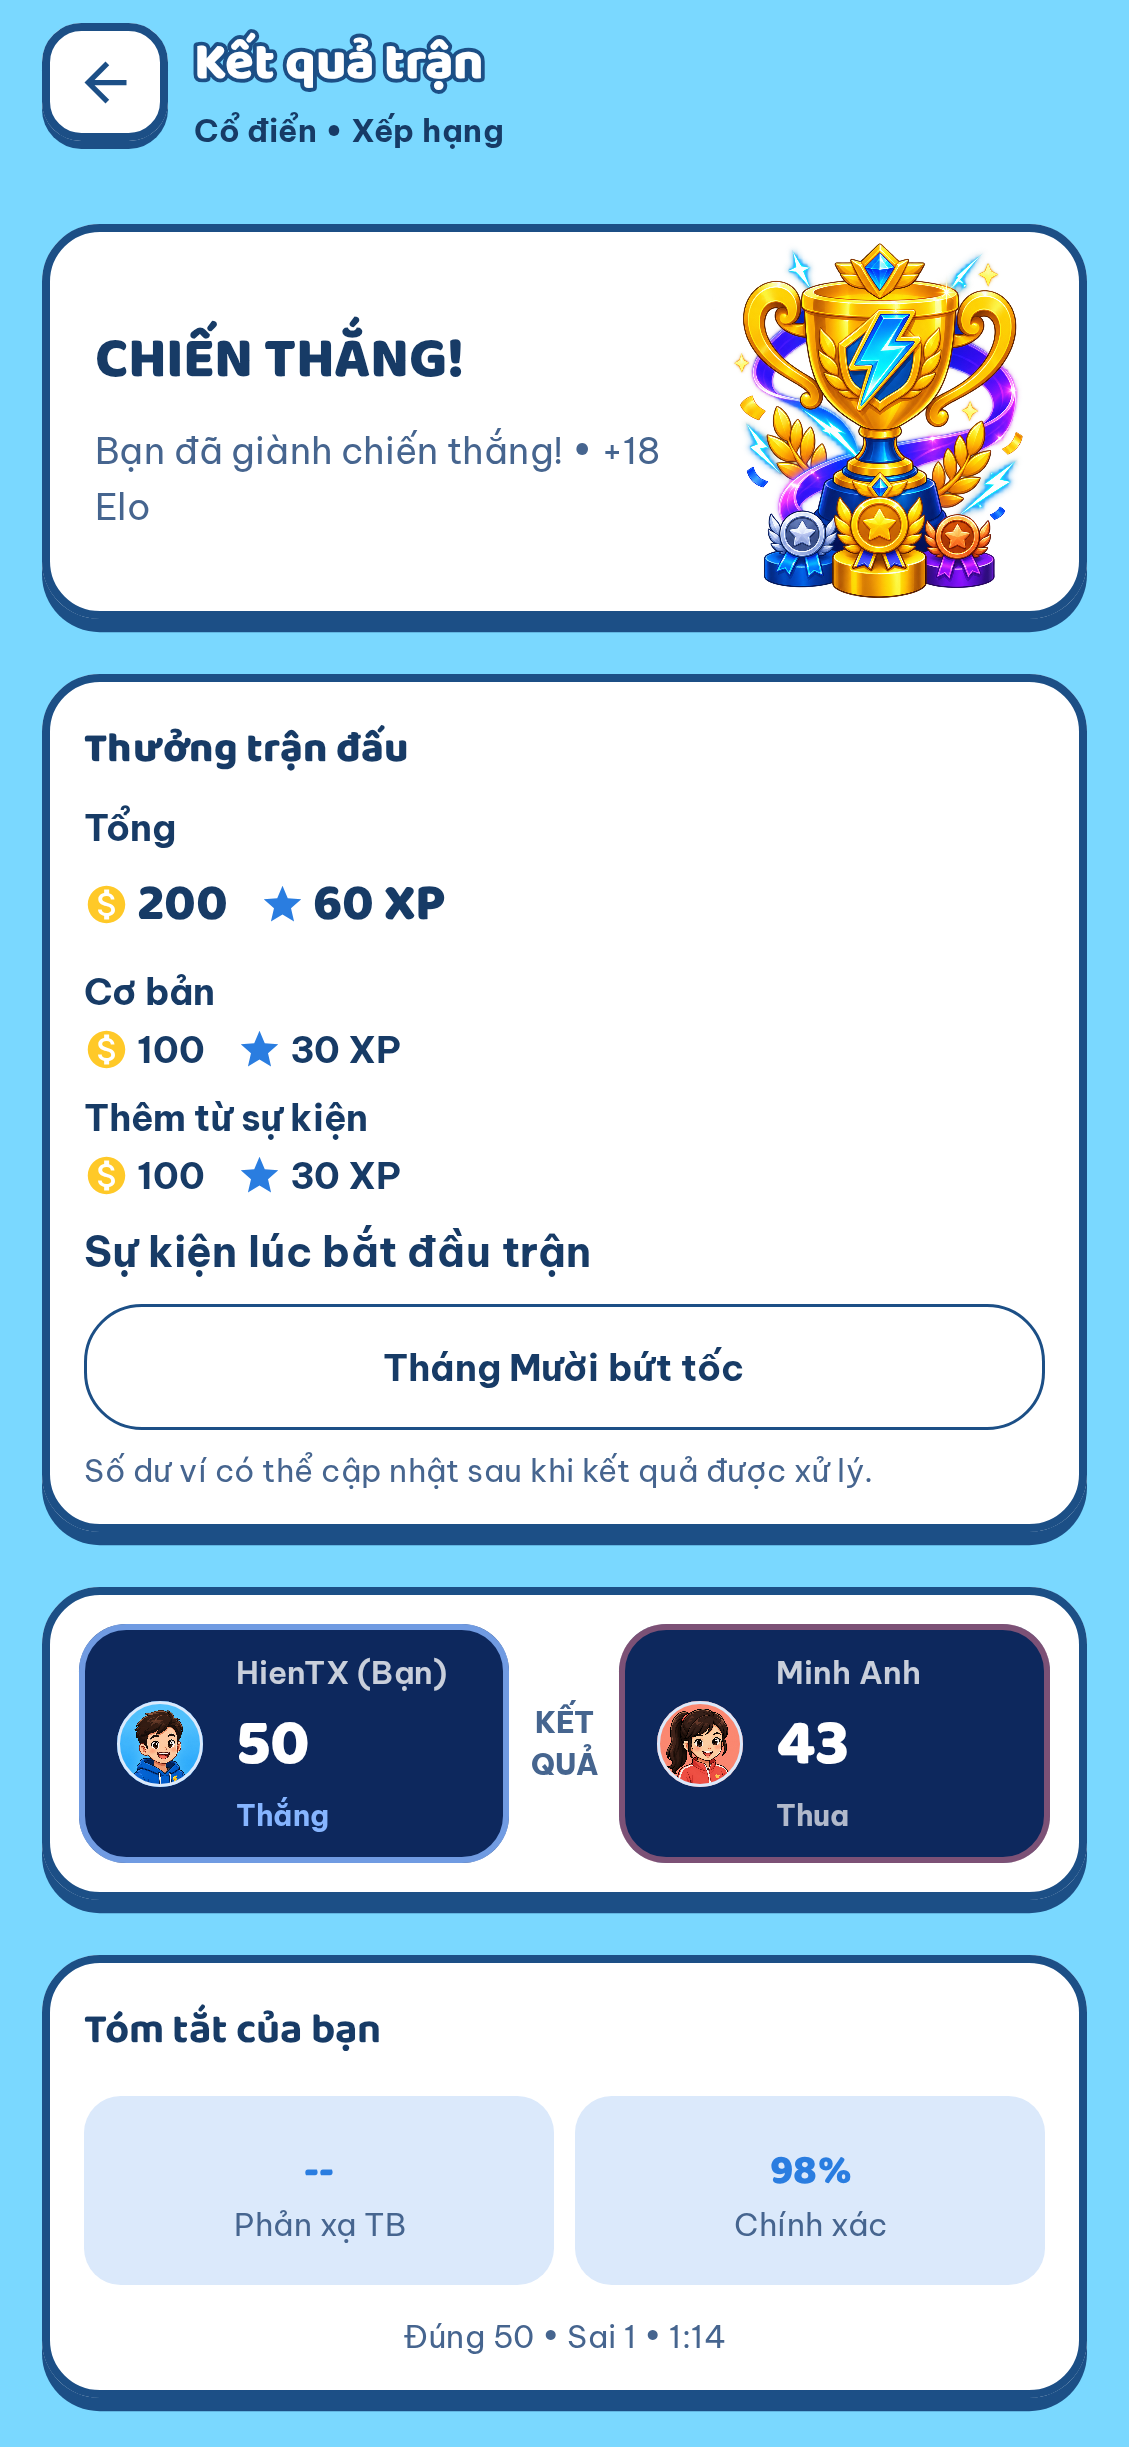 Kết quả trận
Cổ điển • Xếp hạng
CHIẾN THẮNG!
Bạn đã giành chiến thắng! • +18
Elo
Thưởng trận đấu
Tổng
200 60 XP
Cơ bản
100 30 XP
Thêm từ sự kiện
100 30 XP
Sự kiện lúc bắt đầu trận
Tháng Mười bứt tốc
Số dư ví có thể cập nhật sau khi kết quả được xử lý.
HienTX (Bạn)
50
Thắng
KẾT
QUẢ
Minh Anh
43
Thua
Tóm tắt của bạn
--
Phản xạ TB
98%
Chính xác
Đúng 50 • Sai 1 • 1:14